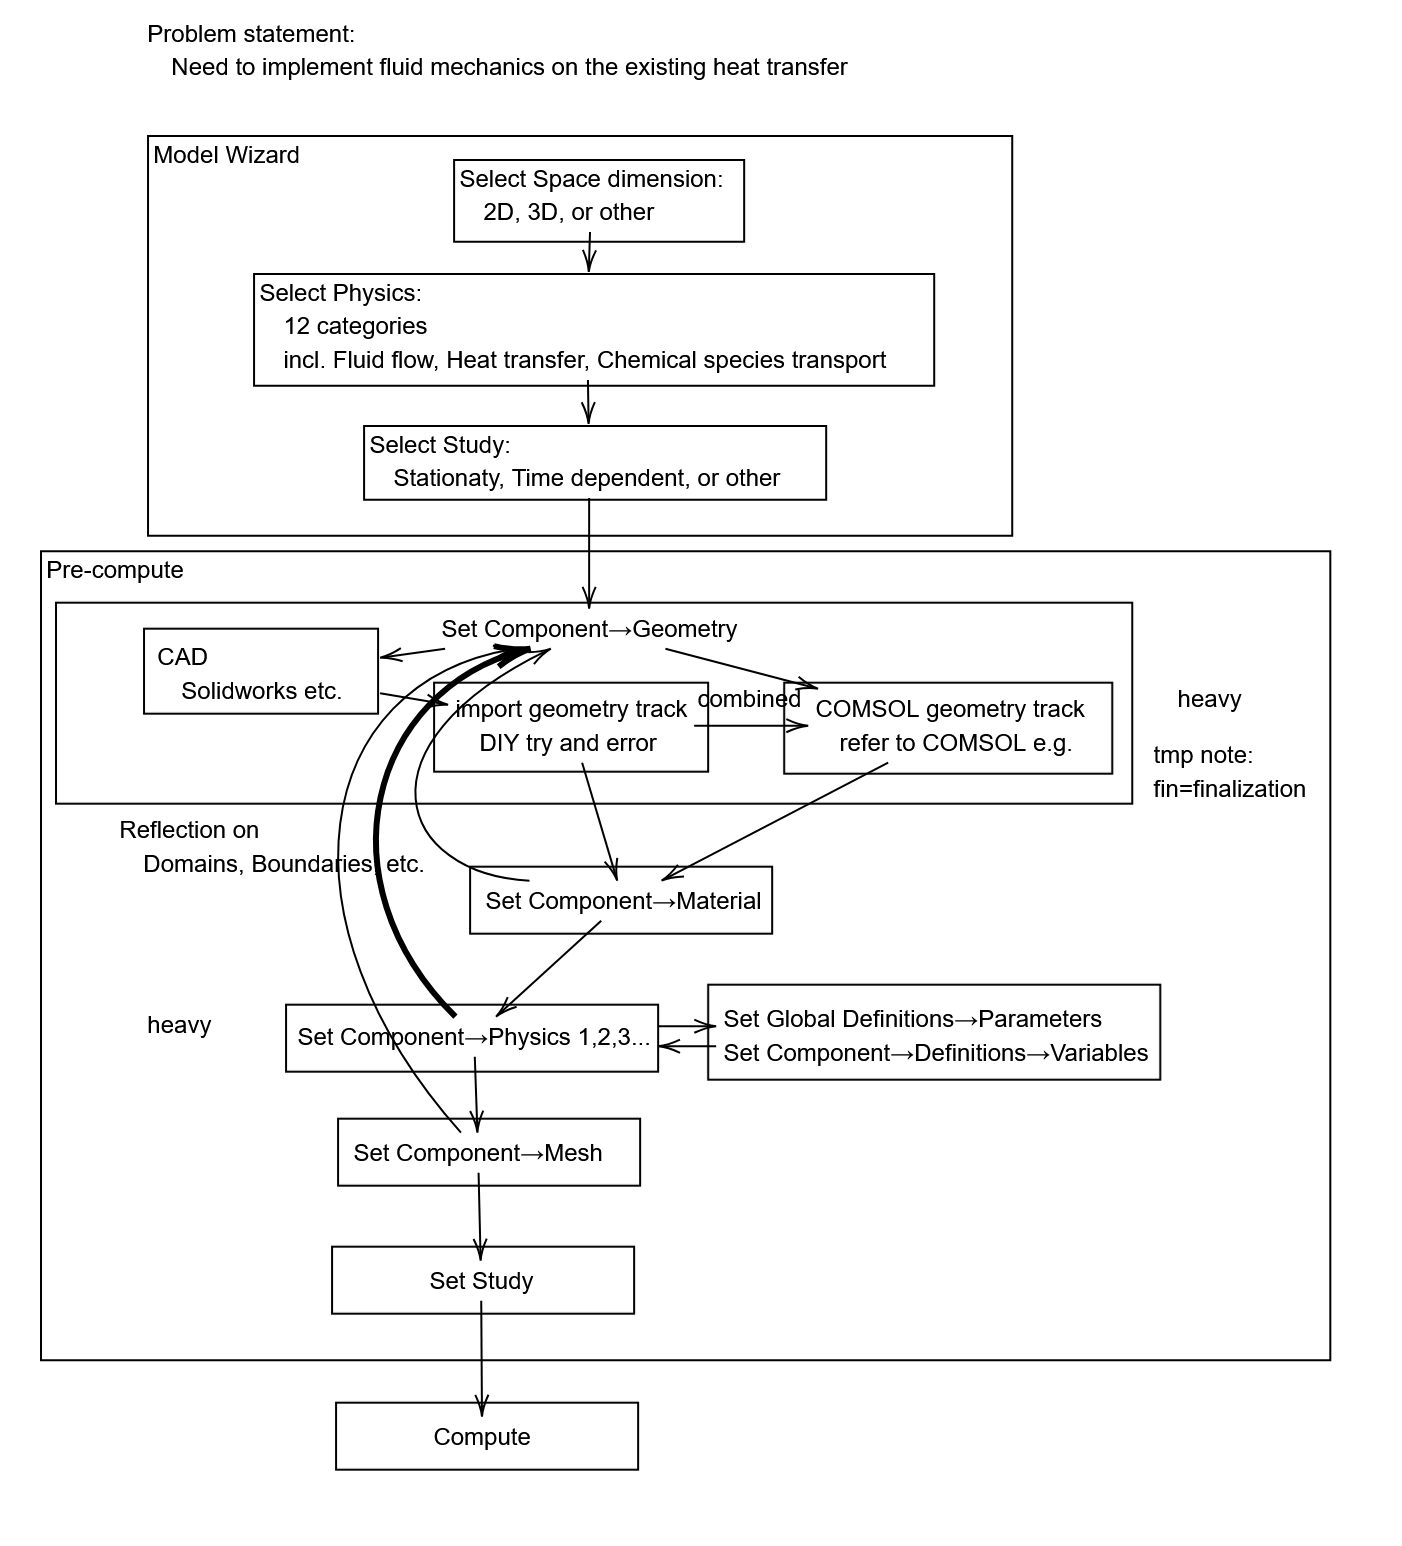 Problem statement:
Need to implement fluid mechanics on the existing heat transfer
Model Wizard
Select Space dimension:
2D, 3D, or other
Select Physics:
12 categories
incl. Fluid flow, Heat transfer, Chemical species transport
Select Study:
Stationaty, Time dependent, or other
Pre-compute
Set Component→Geometry
CAD
Solidworks etc.
import geometry track
DIY try and error
combined
COMSOL geometry track
refer to COMSOL e.g.
heavy
tmp note:
fin=finalization
Reflection on
Domains, Boundaries, etc.
Set Component→Material
heavy
Set Component→Physics 1,2,3...
Set Global Definitions→Parameters
Set Component→Definitions→Variables
Set Component→Mesh
Set Study
Compute